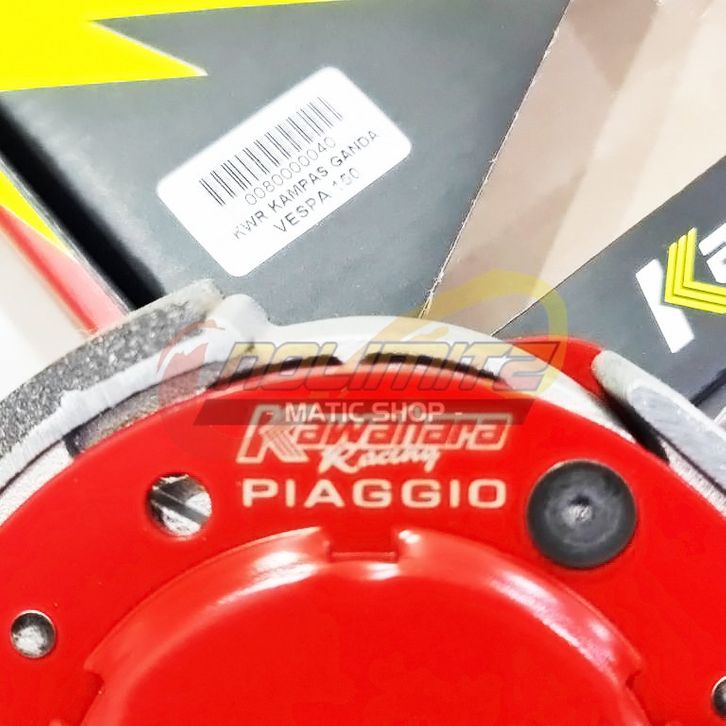 0080000040
KWR KAMPAS GANDA
VESPA 150
NOLIMITZ
MATIC SHOP -
Kawahara
Racing
PIAGGIO